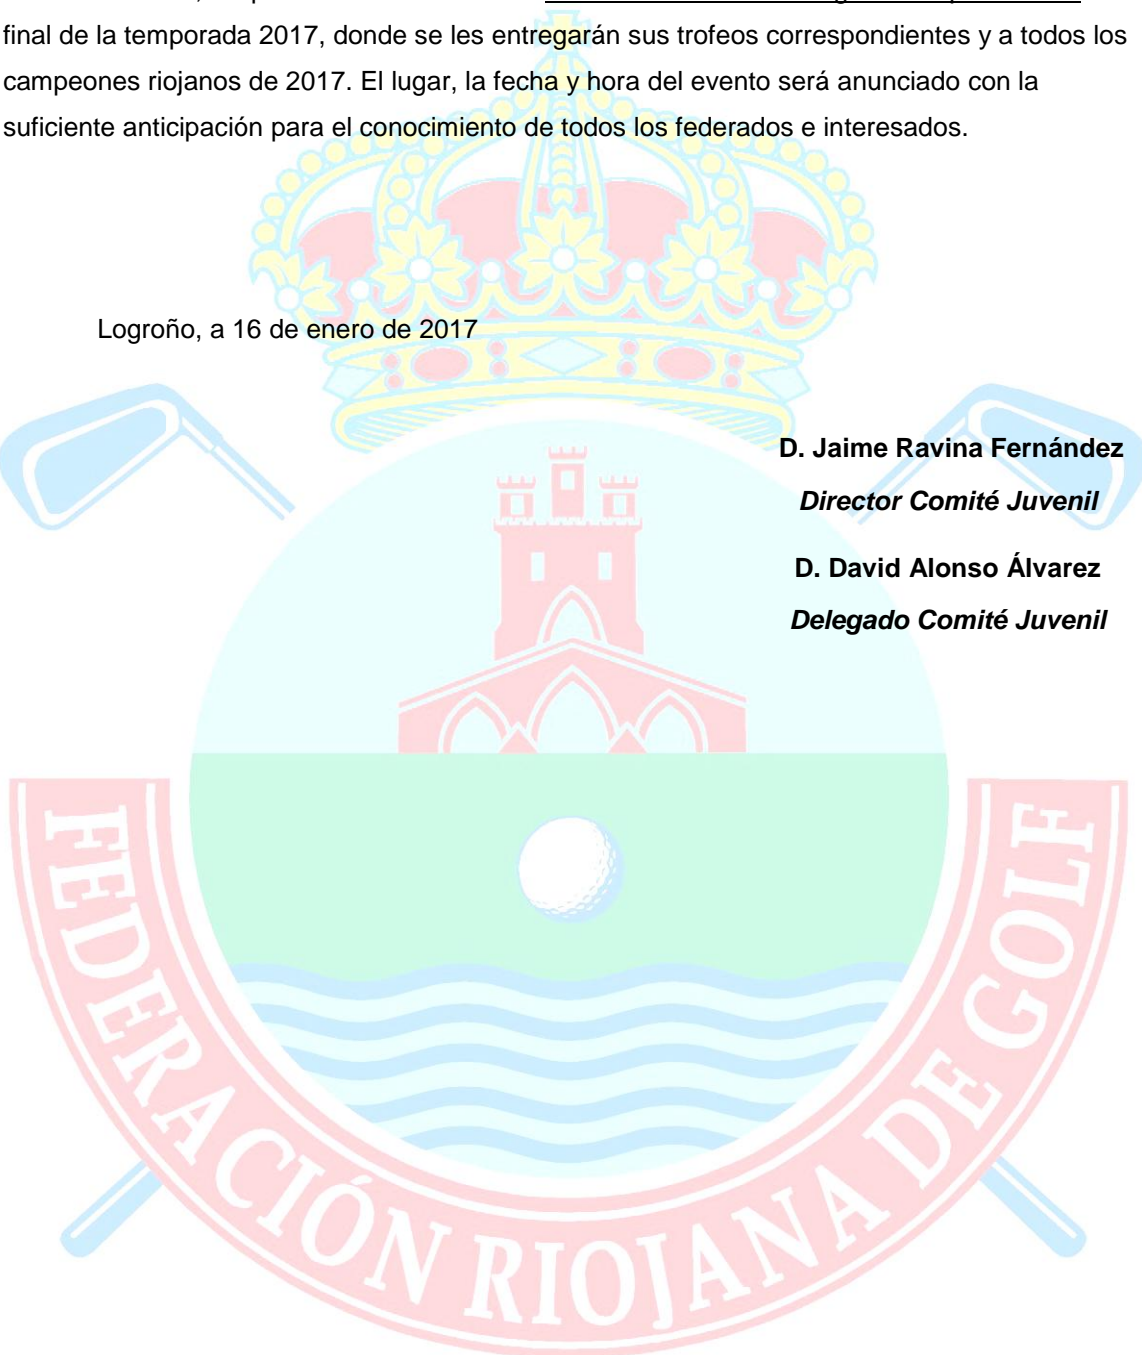 final de la temporada 2017, donde se les entregarán sus trofeos correspondientes y a todos los
campeones riojanos de 2017. El lugar, la fecha y hora del evento será anunciado con la
suficiente anticipación para el conocimiento de todos los federados e interesados.
Logroño, a 16 de enero de 2017
D. Jaime Ravina Fernández
Director Comité Juvenil
D. David Alonso Álvarez
Delegado Comité Juvenil
FEDERACIÓN RIOJANA DE GOLF